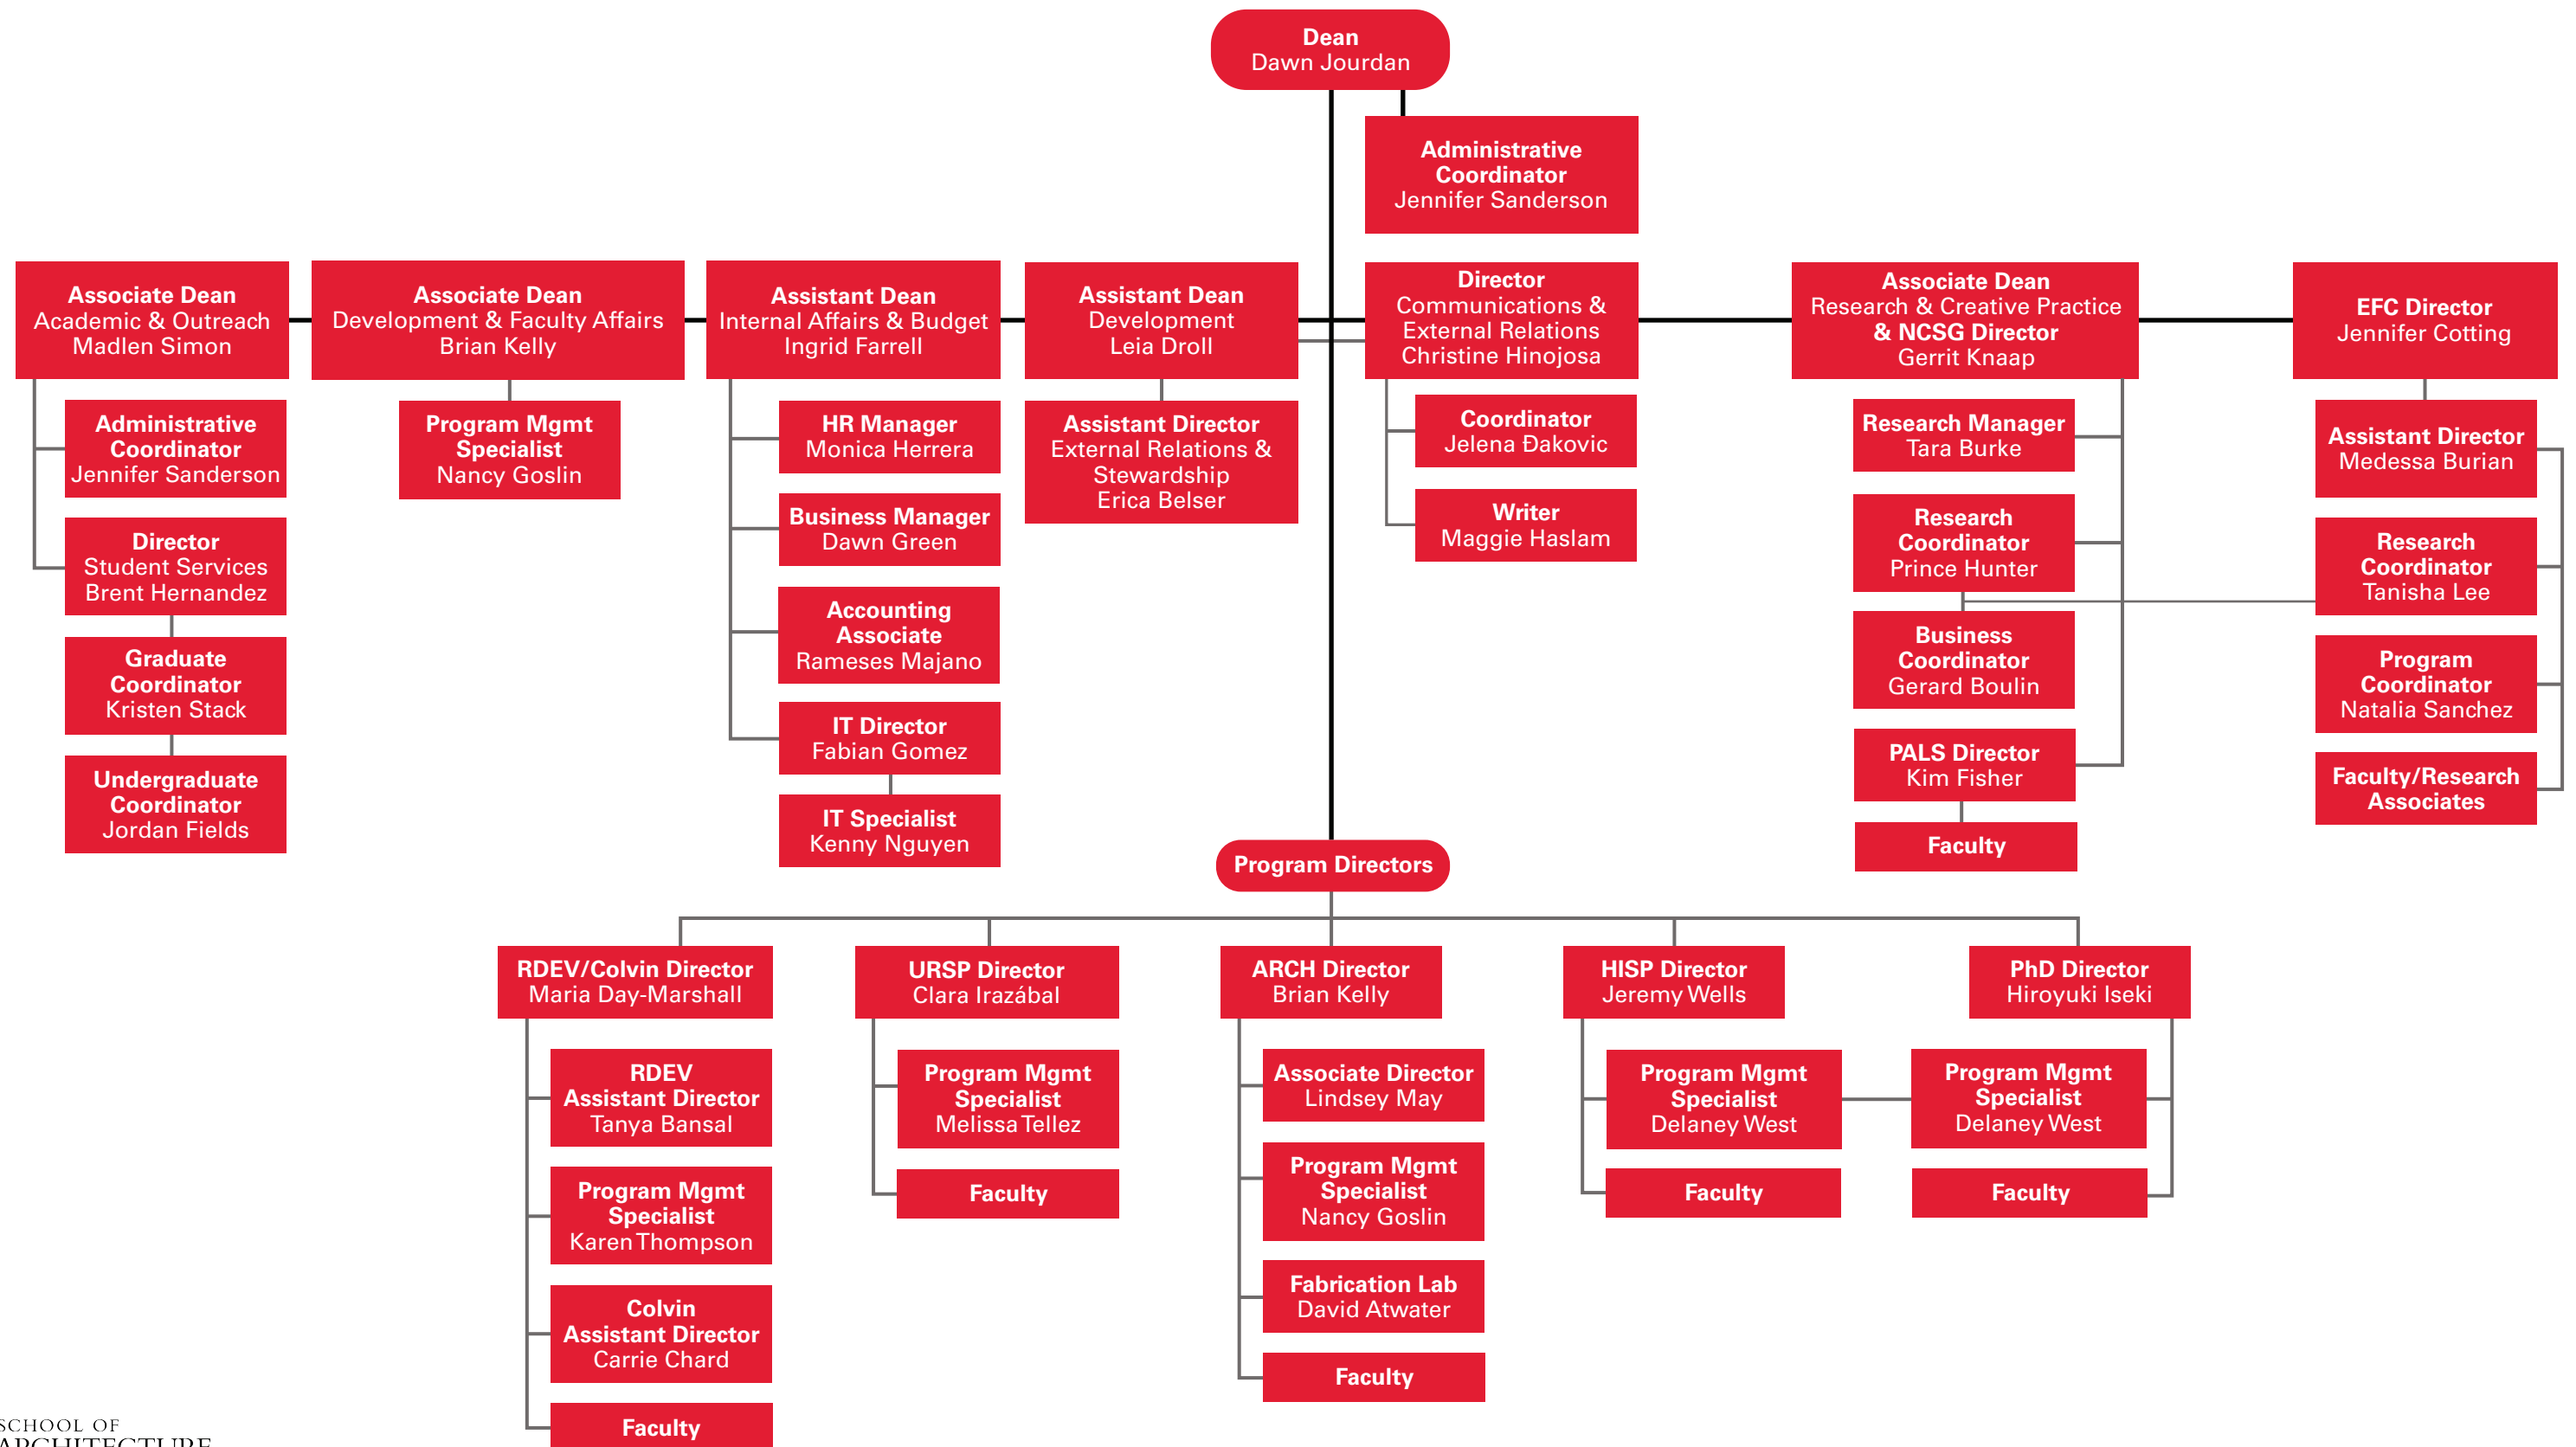 Dean
Dawn Jourdan
Administrative
Coordinator
Jennifer Sanderson
Associate Dean
Academic & Outreach
Madlen Simon
Associate Dean
Development & Faculty Affairs
Brian Kelly
Assistant Dean
Internal Affairs & Budget
Ingrid Farrell
Assistant Dean
Development
Leia Droll
Director
Communications &
External Relations
Christine Hinojosa
Associate Dean
Research & Creative Practice
& NCSG Director
Gerrit Knaap
EFC Director
Jennifer Cotting
Administrative
Coordinator
Jennifer Sanderson
Director
Student Services
Brent Hernandez
Graduate
Coordinator
Kristen Stack
Undergraduate
Coordinator
Jordan Fields
Program Mgmt
Specialist
Nancy Goslin
HR Manager
Monica Herrera
Business Manager
Dawn Green
Accounting
Associate
Rameses Majano
IT Director
Fabian Gomez
IT Specialist
Kenny Nguyen
Assistant Director
External Relations &
Stewardship
Erica Belser
Coordinator
Jelena Đakovic
Writer
Maggie Haslam
Research Manager
Tara Burke
Research
Coordinator
Prince Hunter
Business
Coordinator
Gerard Boulin
PALS Director
Kim Fisher
Faculty
Assistant Director
Medessa Burian
Research
Coordinator
Tanisha Lee
Program
Coordinator
Natalia Sanchez
Faculty/Research
Associates
Program Directors
RDEV/Colvin Director
Maria Day-Marshall
RDEV
Assistant Director
Tanya Bansal
Program Mgmt
Specialist
Karen Thompson
Colvin
Assistant Director
Carrie Chard
Faculty
URSP Director
Clara Irazábal
Program Mgmt
Specialist
Melissa Tellez
Faculty
ARCH Director
Brian Kelly
Associate Director
Lindsey May
Program Mgmt
Specialist
Nancy Goslin
Fabrication Lab
David Atwater
Faculty
HISP Director
Jeremy Wells
Program Mgmt
Specialist
Delaney West
Faculty
PhD Director
Hiroyuki Iseki
Program Mgmt
Specialist
Delaney West
Faculty
SCHOOL OF
ARCHITECTURE